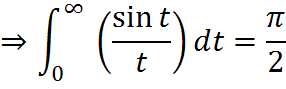 ⇒ ∫₀^∞ (sin t / t) dt = π/2